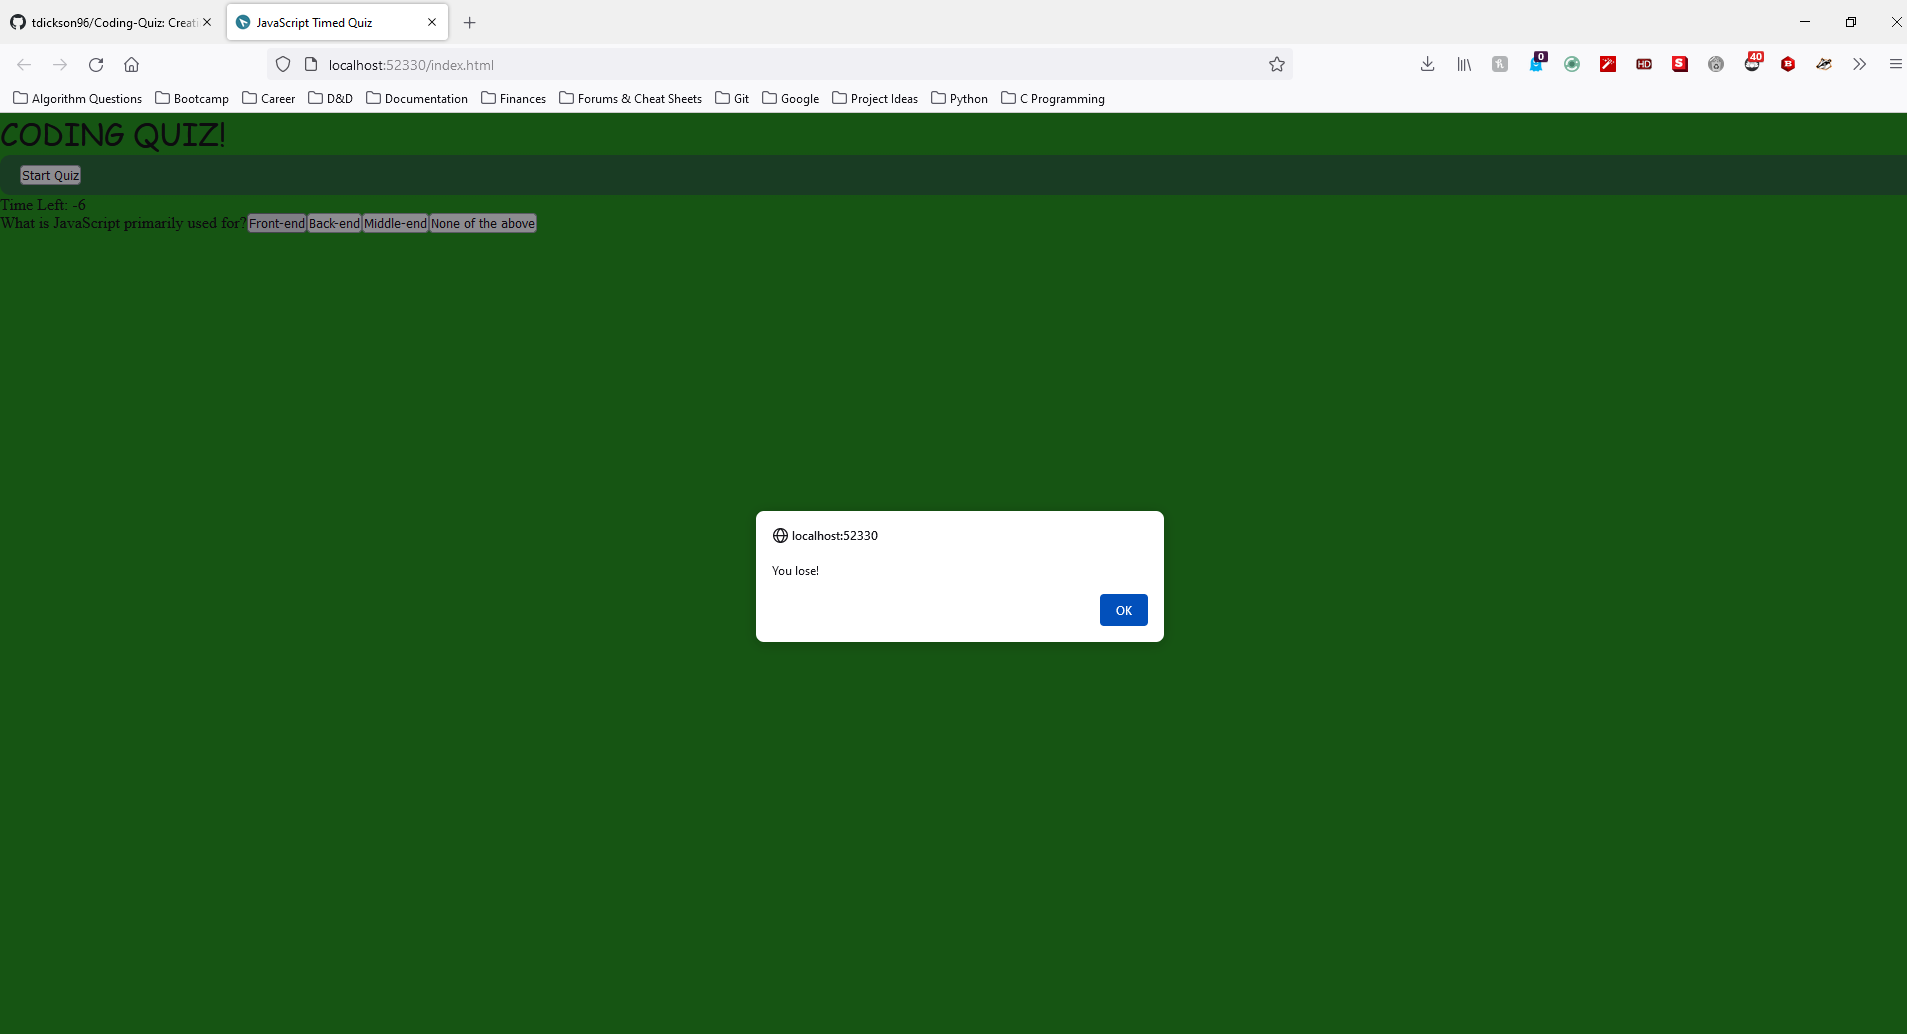 tdickson96/Coding-Quiz: Creati
JavaScript Timed Quiz
localhost:52330/index.html
0
HD
S
40
B
Algorithm Questions Bootcamp Career D&D Documentation Finances Forums & Cheat Sheets Git Google Project Ideas Python C Programming
CODING QUIZ!
Start Quiz
Time Left: -6
What is JavaScript primarily used for? Front-end Back-end Middle-end None of the above
localhost:52330
You lose!
OK